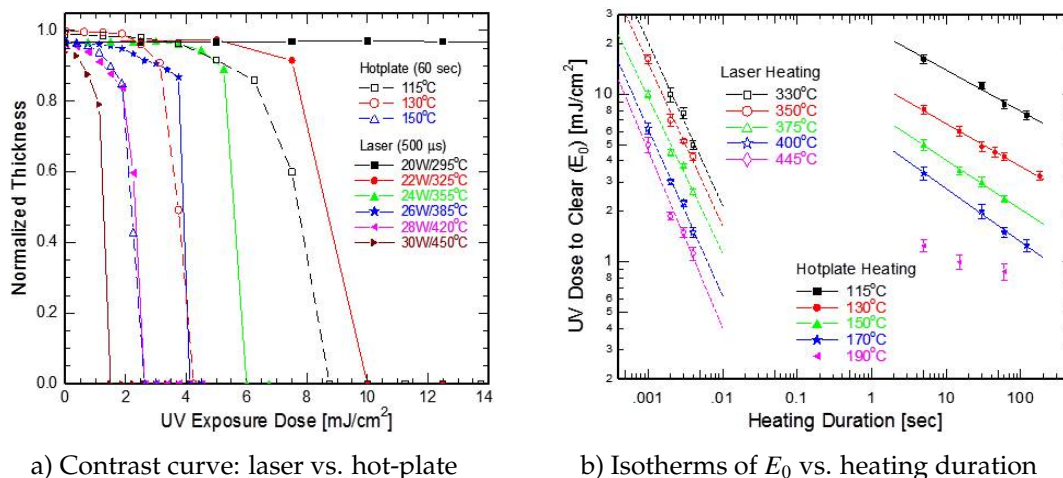 1.0
0.8
0.6
0.4
0.2
0.0
Normalized Thickness
0 2 4 6 8 10 12 14
UV Exposure Dose [mJ/cm²]
Hotplate (60 sec)
115°C
130°C
150°C
Laser (500 µs)
20W/295°C
22W/325°C
24W/355°C
26W/385°C
28W/420°C
30W/450°C
a) Contrast curve: laser vs. hot-plate
3
2
10
8
6
4
3
2
1
8
6
4
3
2
UV Dose to Clear (E₀) [mJ/cm²]
.001 .01 0.1 1 10 100
Heating Duration [sec]
Laser Heating
330°C
350°C
375°C
400°C
445°C
Hotplate Heating
115°C
130°C
150°C
170°C
190°C
b) Isotherms of E₀ vs. heating duration